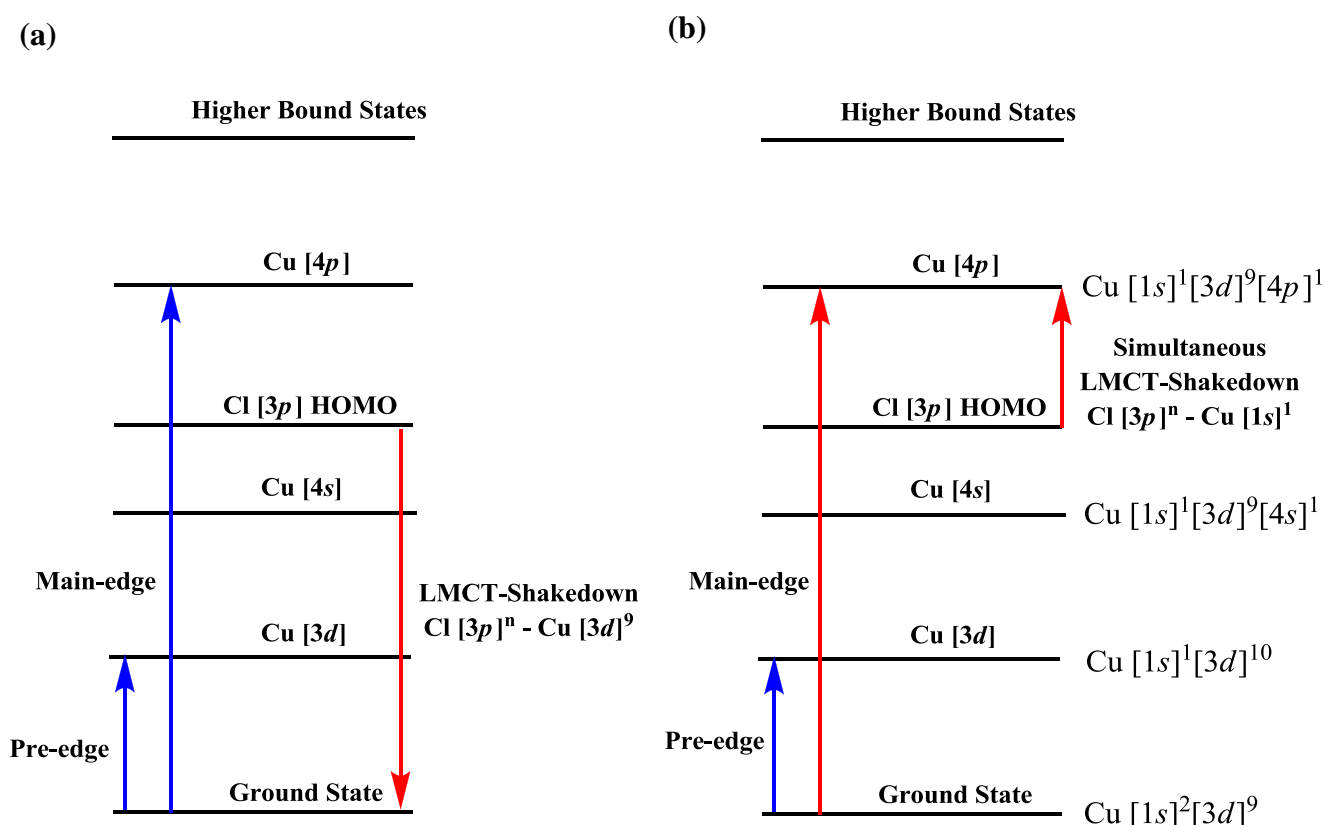 (a)
Higher Bound States
Cu [4p]
Cl [3p] HOMO
Cu [4s]
Main-edge
LMCT-Shakedown
Cl [3p]ⁿ - Cu [3d]⁹
Cu [3d]
Pre-edge
Ground State
(b)
Higher Bound States
Cu [4p]
Cu [1s]¹[3d]⁹[4p]¹
Simultaneous
LMCT-Shakedown
Cl [3p]ⁿ - Cu [1s]¹
Cl [3p] HOMO
Cu [4s]
Cu [1s]¹[3d]⁹[4s]¹
Main-edge
Cu [3d]
Cu [1s]¹[3d]¹⁰
Pre-edge
Ground State
Cu [1s]²[3d]⁹